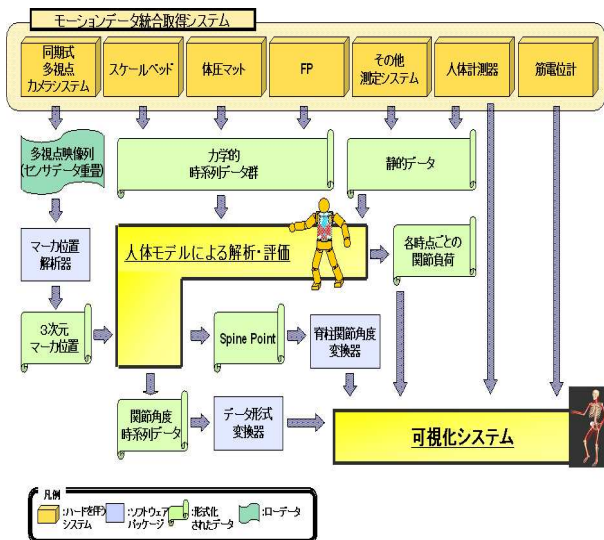 モーションデータ統合取得システム
同期式
多視点
カメラシステム
スケールベッド
体圧マット
FP
その他
測定システム
人体計測器
筋電位計
多視点映像列
(センサデータ重畳)
力学的
時系列データ群
静的データ
マーカ位置
解析器
人体モデルによる解析・評価
各時点ごとの
関節負荷
3次元
マーカ位置
Spine Point
脊柱関節角度
変換器
関節角度
時系列データ
データ形式
変換器
可視化システム
凡例
:ハードを伴う
システム
:ソフトウェア
パッケージ
:形式化
されたデータ
:ローデータ